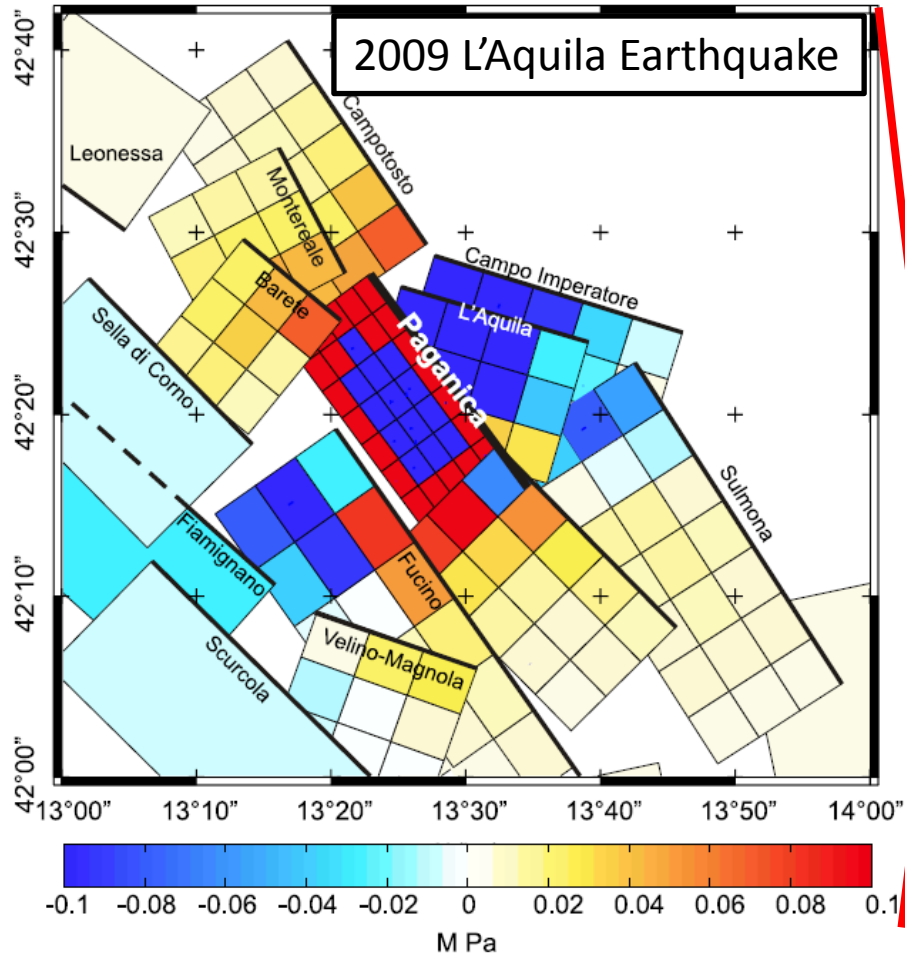 2009 L’Aquila Earthquake
42°40”
42°30”
42°20”
42°10”
42°00”
Leonessa
Campotosto
Montereale
Barete
Campo Imperatore
L’Aquila
Paganica
Sella di Corno
Sulmona
Fiamignano
Fucino
Velino-Magnola
Scurcola
13°00” 13°10” 13°20” 13°30” 13°40” 13°50” 14°00”
-0.1 -0.08 -0.06 -0.04 -0.02 0 0.02 0.04 0.06 0.08 0.1
M Pa